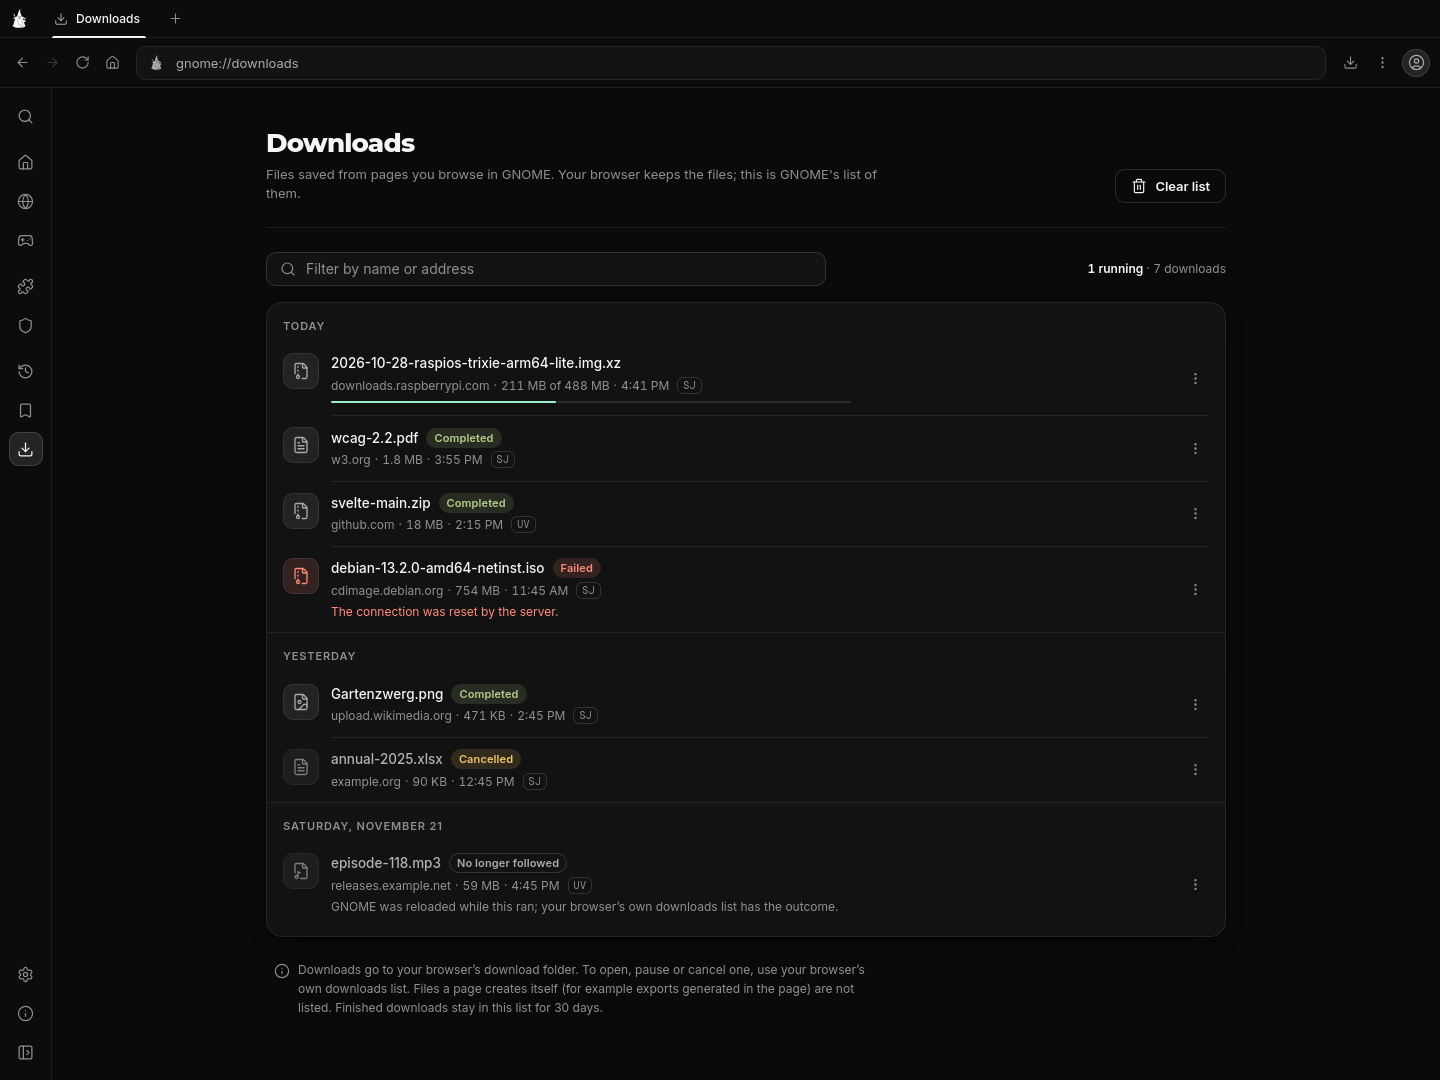 Downloads
gnome://downloads
Downloads
Files saved from pages you browse in GNOME. Your browser keeps the files; this is GNOME's list of
them.
Clear list
Filter by name or address
1 running · 7 downloads
TODAY
2026-10-28-raspios-trixie-arm64-lite.img.xz
downloads.raspberrypi.com · 211 MB of 488 MB · 4:41 PM SJ
wcag-2.2.pdf Completed
w3.org · 1.8 MB · 3:55 PM SJ
svelte-main.zip Completed
github.com · 18 MB · 2:15 PM UV
debian-13.2.0-amd64-netinst.iso Failed
cdimage.debian.org · 754 MB · 11:45 AM SJ
The connection was reset by the server.
YESTERDAY
Gartenzwerg.png Completed
upload.wikimedia.org · 471 KB · 2:45 PM SJ
annual-2025.xlsx Cancelled
example.org · 90 KB · 12:45 PM SJ
SATURDAY, NOVEMBER 21
episode-118.mp3 No longer followed
releases.example.net · 59 MB · 4:45 PM UV
GNOME was reloaded while this ran; your browser’s own downloads list has the outcome.
Downloads go to your browser’s download folder. To open, pause or cancel one, use your browser’s
own downloads list. Files a page creates itself (for example exports generated in the page) are not
listed. Finished downloads stay in this list for 30 days.